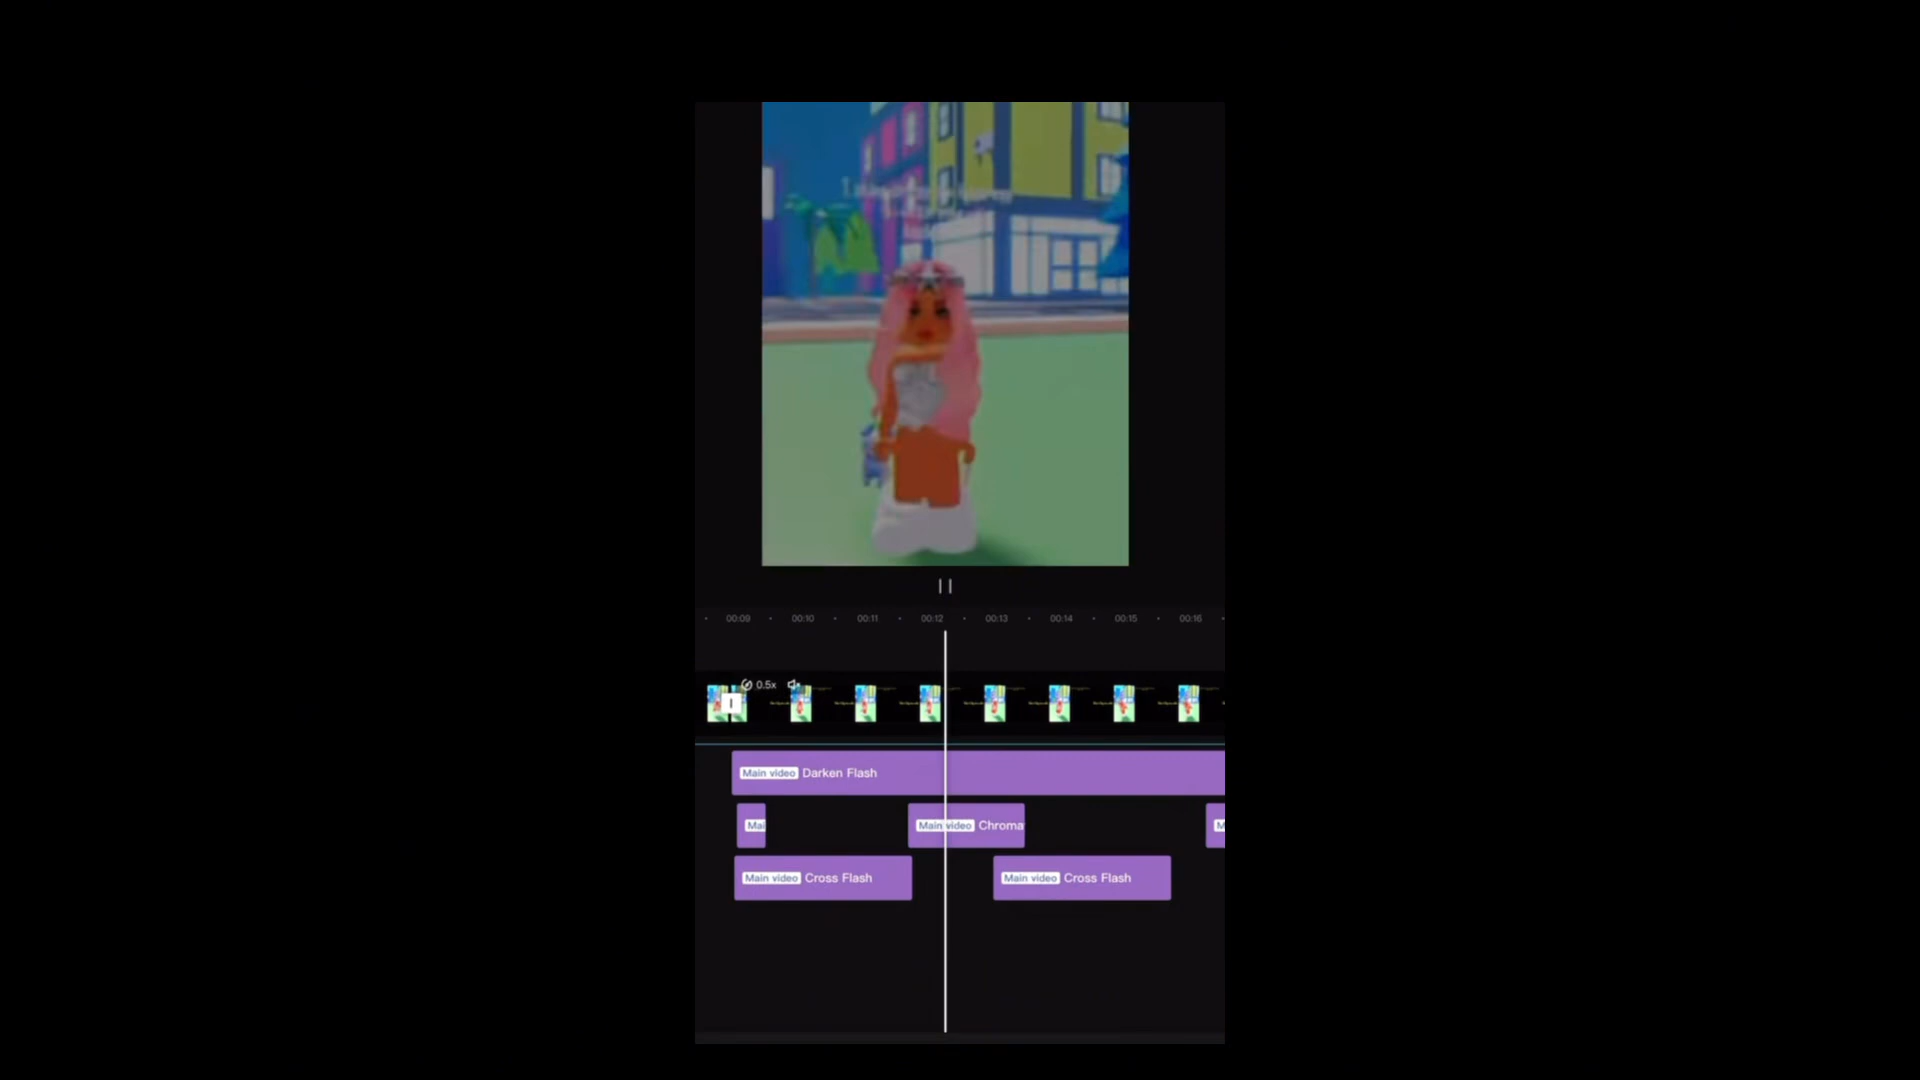 00:09 00:10 00:11 00:12 00:13 00:14 00:15 00:16
0.5x
Main video Darken Flash
Mai Main video Chroma M
Main video Cross Flash Main video Cross Flash